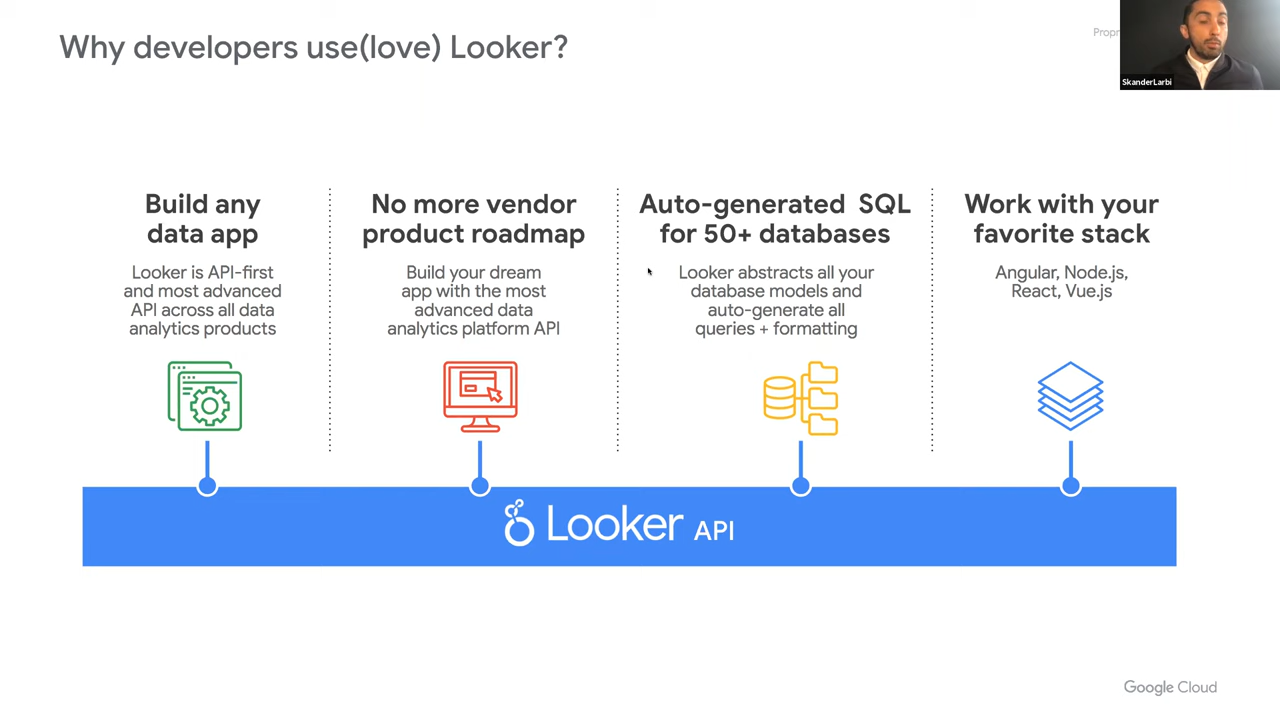 Why developers use(love) Looker?
SkanderLarbi
Build any
data app
Looker is API-first
and most advanced
API across all data
analytics products
No more vendor
product roadmap
Build your dream
app with the most
advanced data
analytics platform API
Auto-generated SQL
for 50+ databases
Looker abstracts all your
database models and
auto-generate all
queries + formatting
Work with your
favorite stack
Angular, Node.js,
React, Vue.js
Looker API
Google Cloud